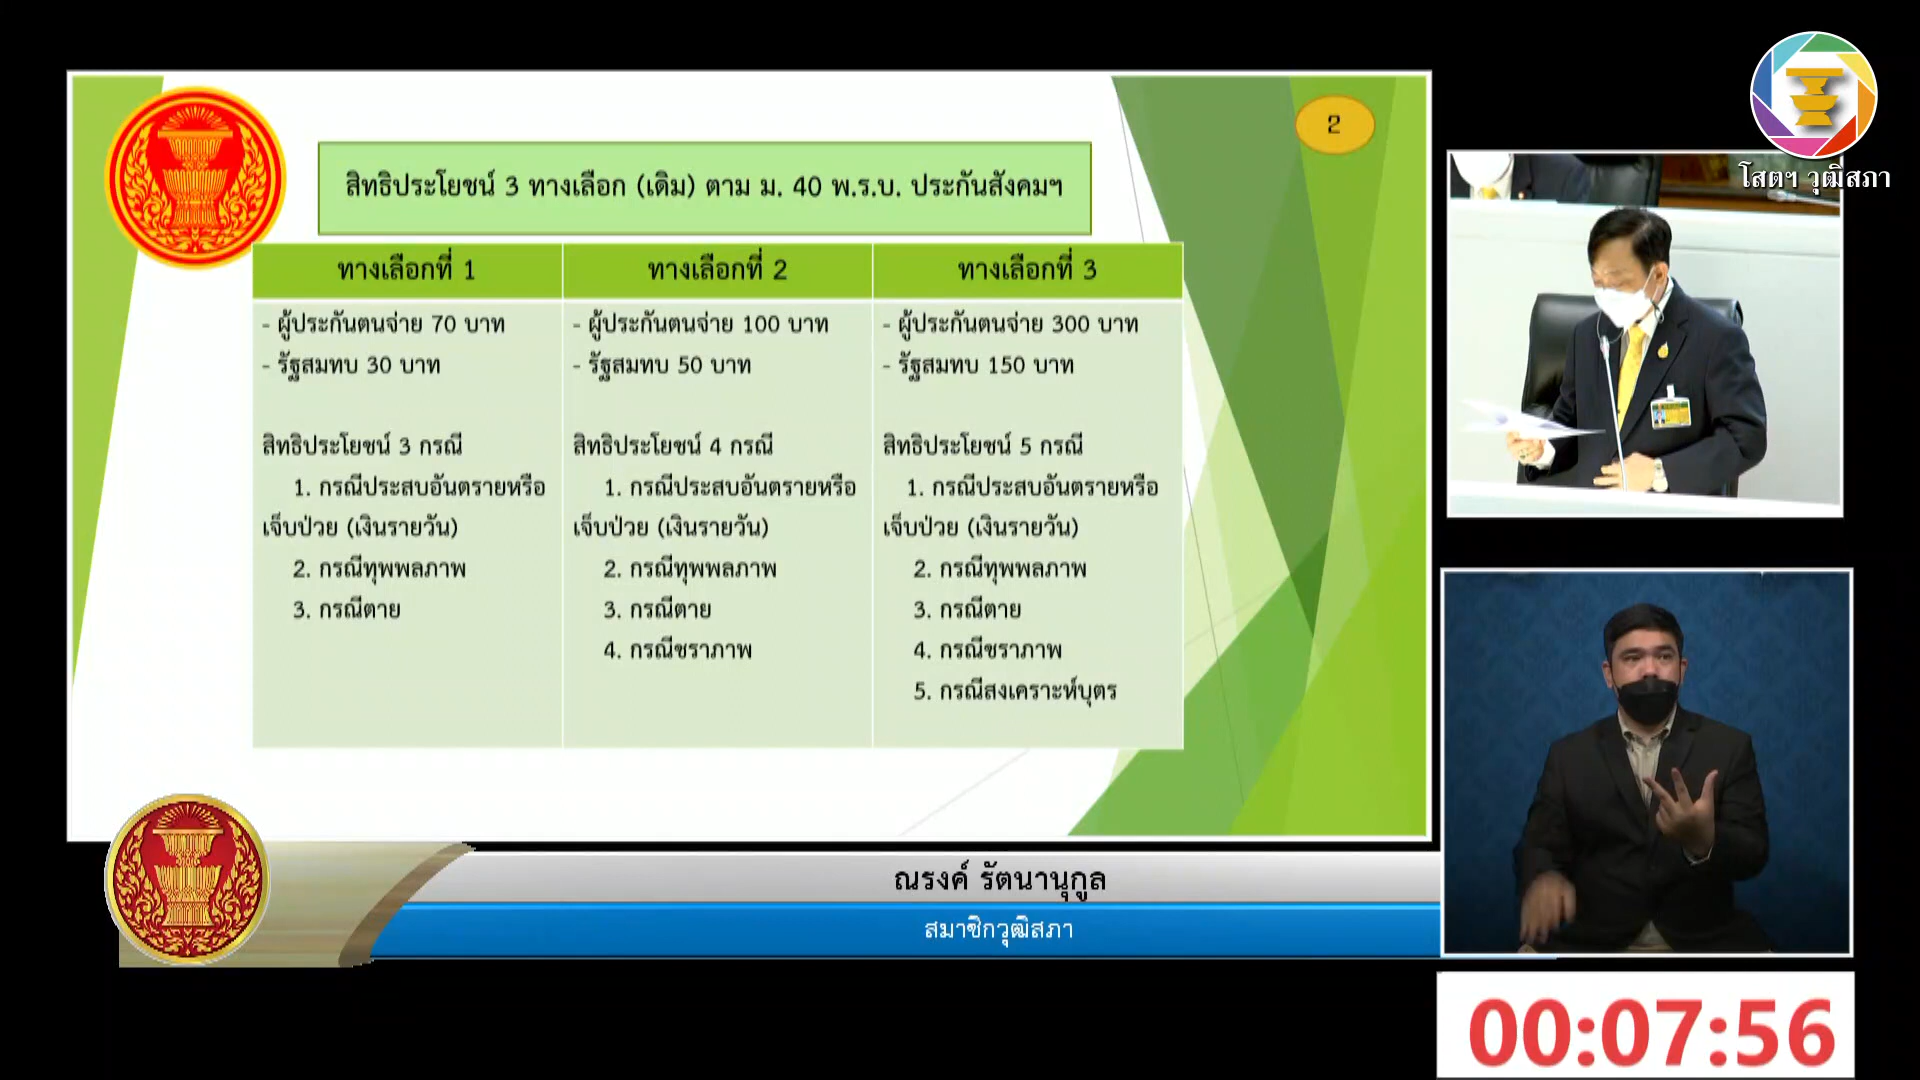 โสตฯ วุฒิสภา
2
สิทธิประโยชน์ 3 ทางเลือก (เดิม) ตาม ม. 40 พ.ร.บ. ประกันสังคมฯ
ทางเลือกที่ 1
- ผู้ประกันตนจ่าย 70 บาท
- รัฐสมทบ 30 บาท
สิทธิประโยชน์ 3 กรณี
1. กรณีประสบอันตรายหรือ
เจ็บป่วย (เงินรายวัน)
2. กรณีทุพพลภาพ
3. กรณีตาย
ทางเลือกที่ 2
- ผู้ประกันตนจ่าย 100 บาท
- รัฐสมทบ 50 บาท
สิทธิประโยชน์ 4 กรณี
1. กรณีประสบอันตรายหรือ
เจ็บป่วย (เงินรายวัน)
2. กรณีทุพพลภาพ
3. กรณีตาย
4. กรณีชราภาพ
ทางเลือกที่ 3
- ผู้ประกันตนจ่าย 300 บาท
- รัฐสมทบ 150 บาท
สิทธิประโยชน์ 5 กรณี
1. กรณีประสบอันตรายหรือ
เจ็บป่วย (เงินรายวัน)
2. กรณีทุพพลภาพ
3. กรณีตาย
4. กรณีชราภาพ
5. กรณีสงเคราะห์บุตร
ณรงค์ รัตนานุกูล
สมาชิกวุฒิสภา
00:07:56